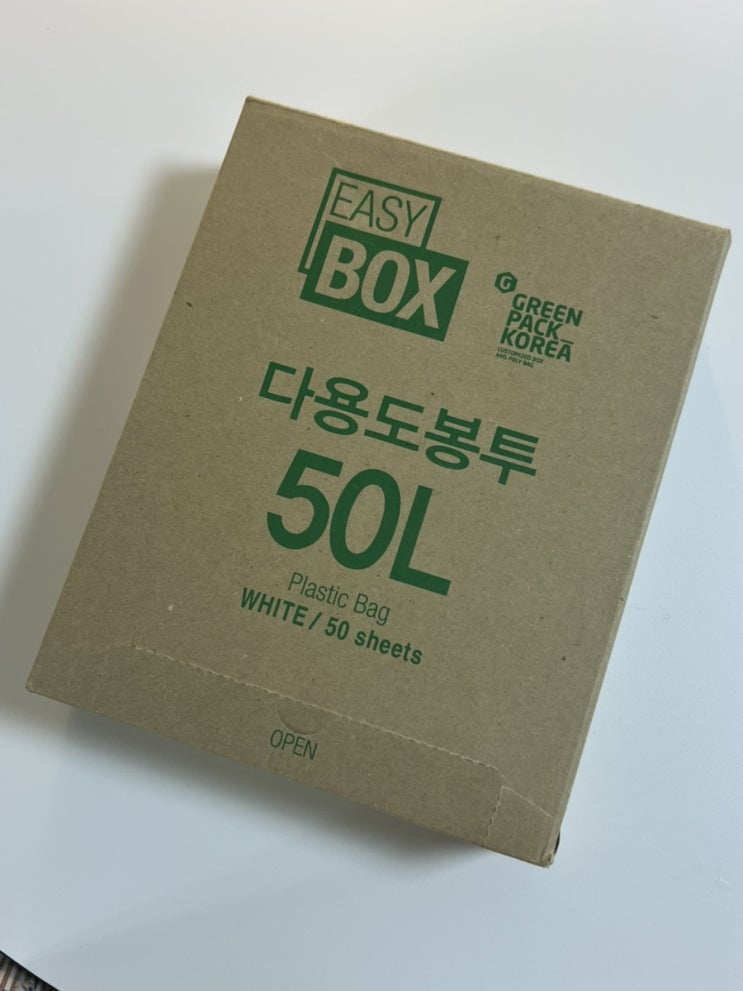 EASY
BOX
G
GREEN
PACK_
KOREA
CUSTOMIZED BOX
AND POLY BAG
다용도봉투
50L
Plastic Bag
WHITE / 50 sheets
OPEN